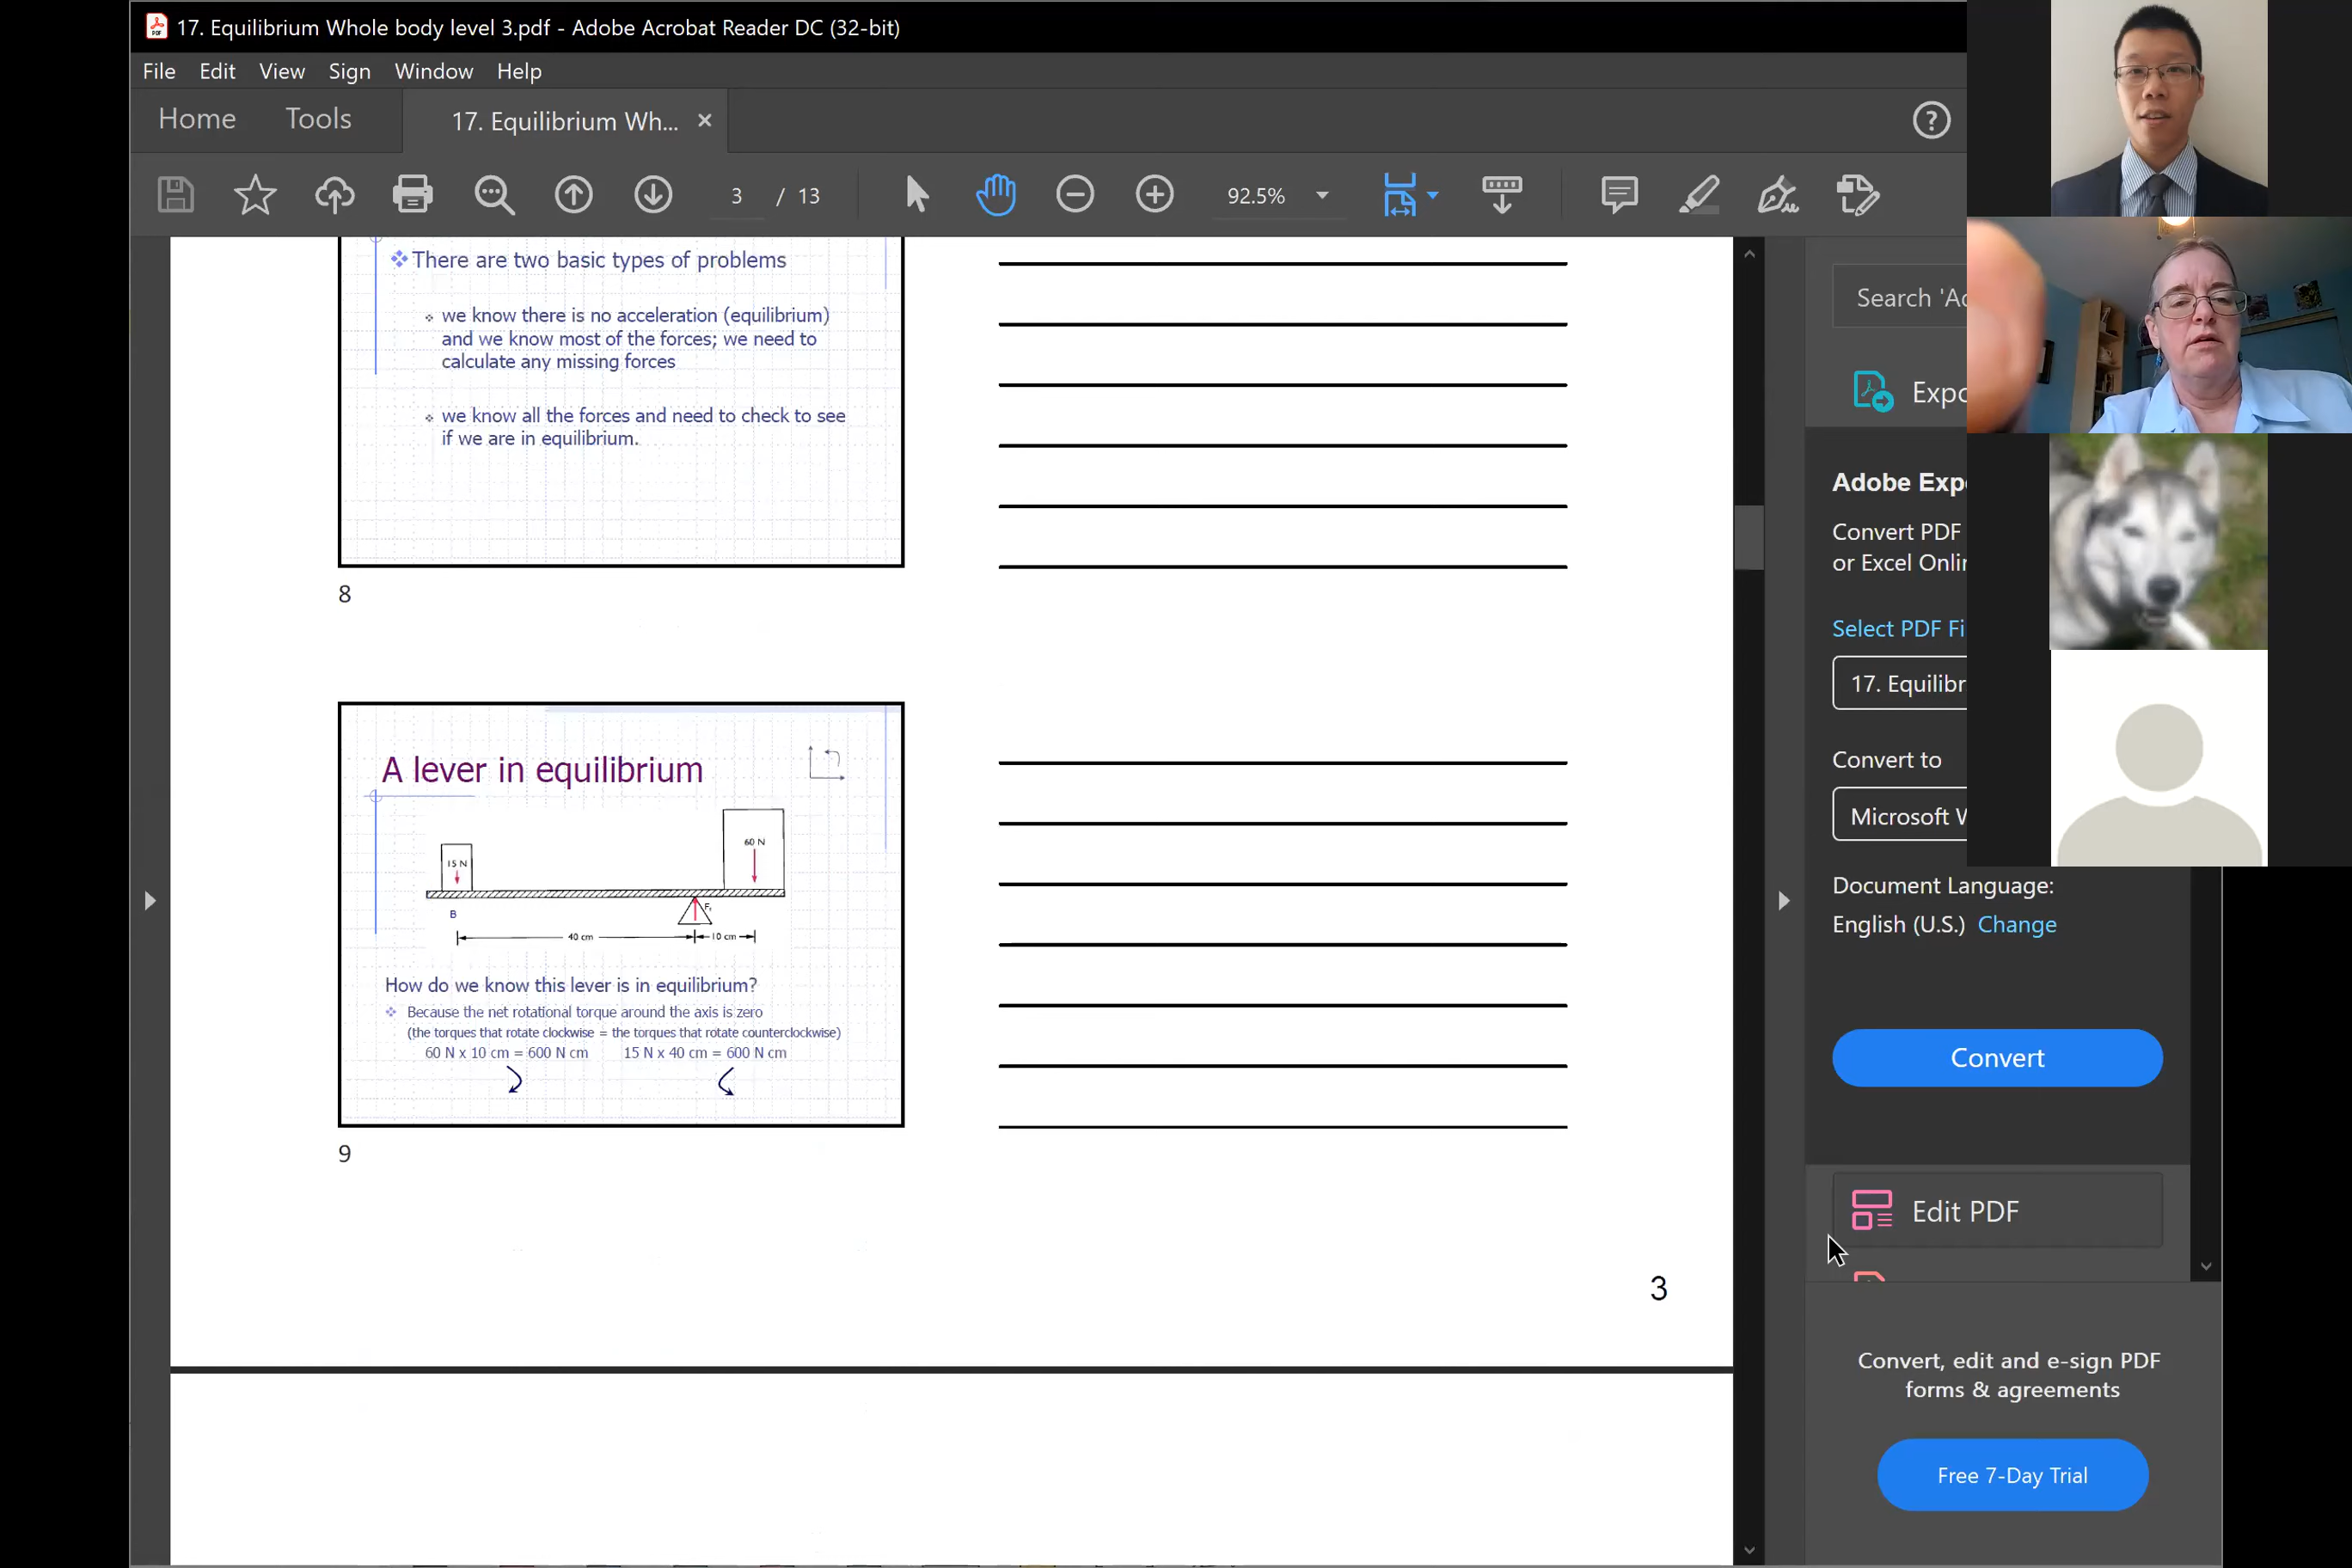 17. Equilibrium Whole body level 3.pdf - Adobe Acrobat Reader DC (32-bit)
File Edit View Sign Window Help
Home Tools 17. Equilibrium Wh... ×
3 / 13 92.5%
There are two basic types of problems
we know there is no acceleration (equilibrium)
and we know most of the forces; we need to
calculate any missing forces
we know all the forces and need to check to see
if we are in equilibrium.
8
A lever in equilibrium
15 N
60 N
B
F
40 cm
10 cm
How do we know this lever is in equilibrium?
Because the net rotational torque around the axis is zero
(the torques that rotate clockwise = the torques that rotate counterclockwise)
60 N x 10 cm = 600 N cm 15 N x 40 cm = 600 N cm
9
3
Search 'Ad
Expo
Adobe Expo
Convert PDF
or Excel Onlin
Select PDF Fi
17. Equilibr
Convert to
Microsoft W
Document Language:
English (U.S.) Change
Convert
Edit PDF
Convert, edit and e-sign PDF
forms & agreements
Free 7-Day Trial